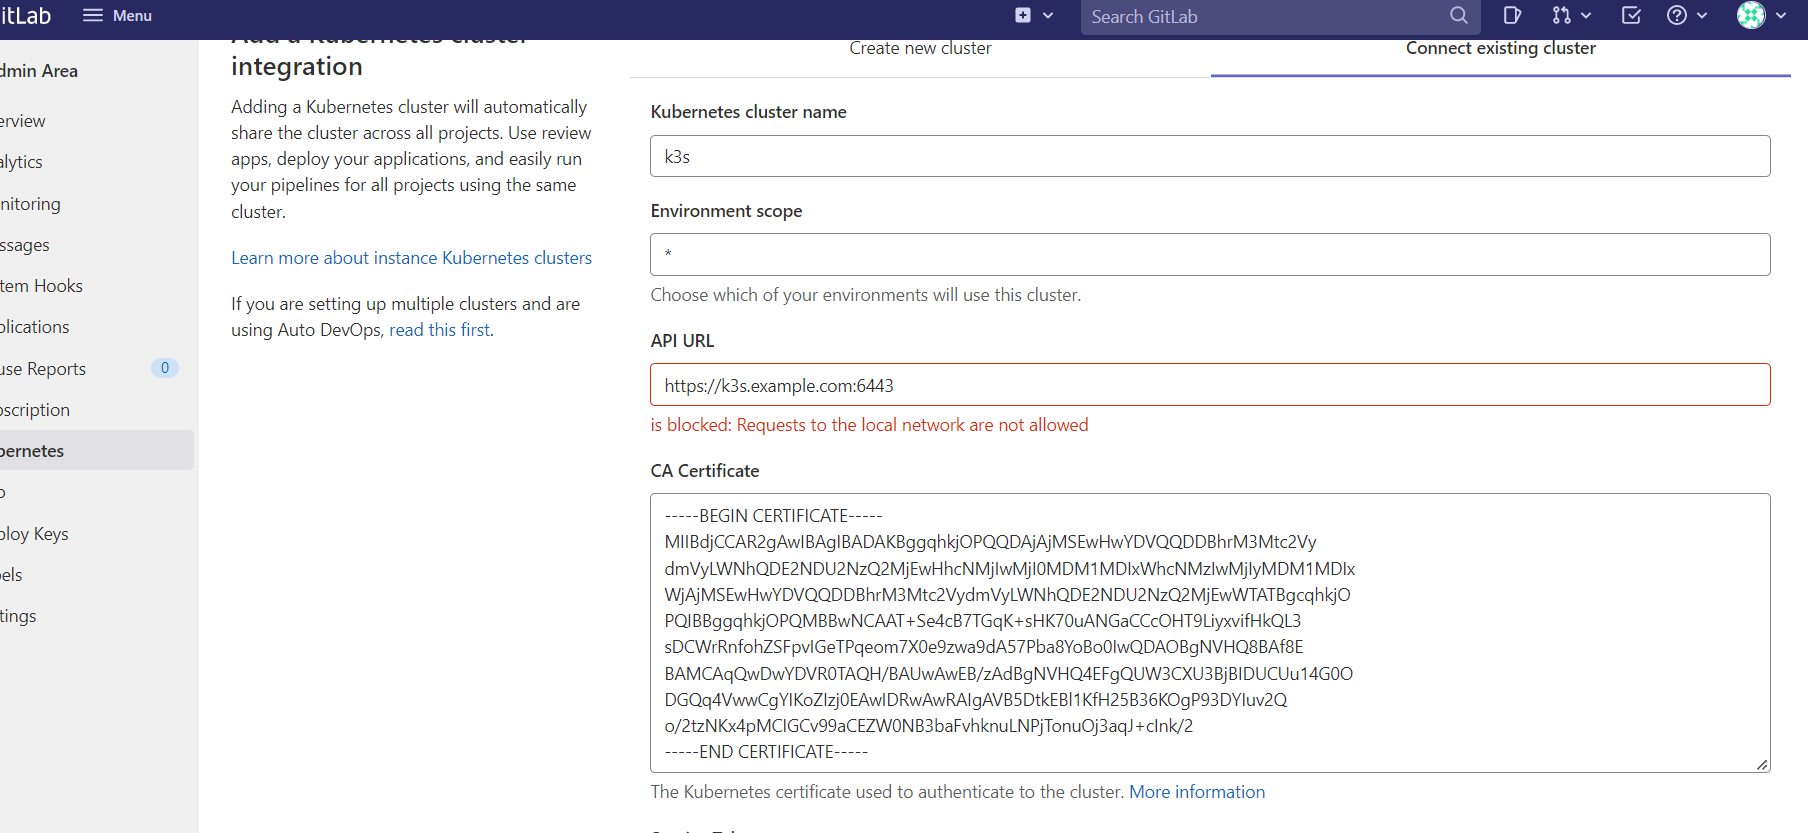 itLab
Menu
Search GitLab
Add a Kubernetes cluster
integration
Create new cluster
Connect existing cluster
dmin Area
erview
alytics
nitoring
ssages
tem Hooks
plications
use Reports
0
bscription
bernetes
o
ploy Keys
els
tings
Adding a Kubernetes cluster will automatically
share the cluster across all projects. Use review
apps, deploy your applications, and easily run
your pipelines for all projects using the same
cluster.
Learn more about instance Kubernetes clusters
If you are setting up multiple clusters and are
using Auto DevOps, read this first.
Kubernetes cluster name
k3s
Environment scope
*
Choose which of your environments will use this cluster.
API URL
https://k3s.example.com:6443
is blocked: Requests to the local network are not allowed
CA Certificate
-----BEGIN CERTIFICATE-----
MIIBdjCCAR2gAwIBAgIBADAKBggqhkjOPQQDAjAjMSEwHwYDVQQDDBhrM3Mtc2Vy
dmVyLWNhQDE2NDU2NzQ2MjEwHhcNMjIwMjI0MDM1MDIxWhcNMzIwMjIyMDM1MDIx
WjAjMSEwHwYDVQQDDBhrM3Mtc2VydmVyLWNhQDE2NDU2NzQ2MjEwWTATBgcqhkjO
PQIBBggqhkjOPQMBBwNCAAT+Se4cB7TGqK+sHK70uANGaCCcOHT9LiyxvifHkQL3
sDCWrRnfohZSFpvIGeTPqeom7X0e9zwa9dA57Pba8YoBo0IwQDAOBgNVHQ8BAf8E
BAMCAqQwDwYDVR0TAQH/BAUwAwEB/zAdBgNVHQ4EFgQUW3CXU3BjBIDUCUu14G0O
DGQq4VwwCgYIKoZIzj0EAwIDRwAwRAIgAVB5DtkEBl1KfH25B36KOgP93DYIuv2Q
o/2tzNKx4pMCIGCv99aCEZW0NB3baFvhknuLNPjTonuOj3aqJ+cInk/2
-----END CERTIFICATE-----
The Kubernetes certificate used to authenticate to the cluster. More information